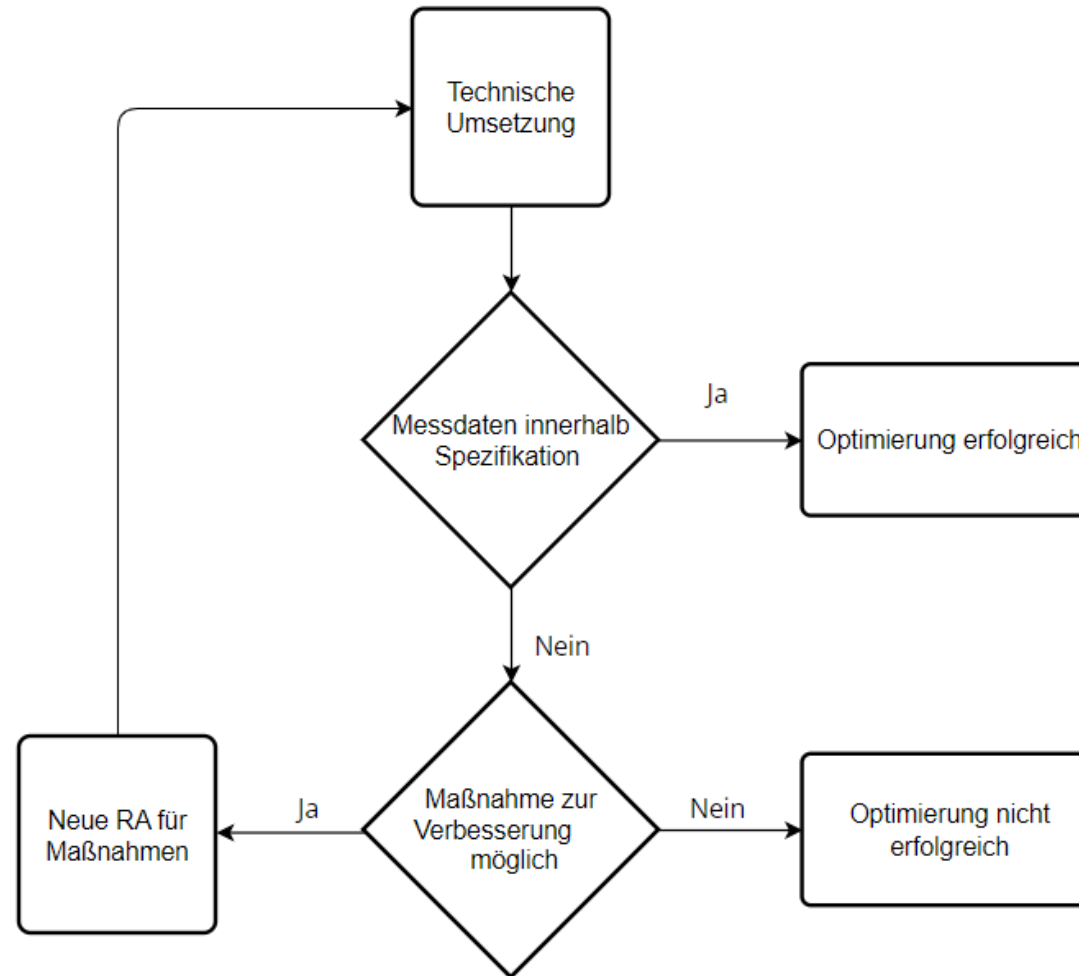 Technische
Umsetzung
Messdaten innerhalb
Spezifikation
Ja
Optimierung erfolgreich
Nein
Maßnahme zur
Verbesserung
möglich
Ja
Neue RA für
Maßnahmen
Nein
Optimierung nicht
erfolgreich